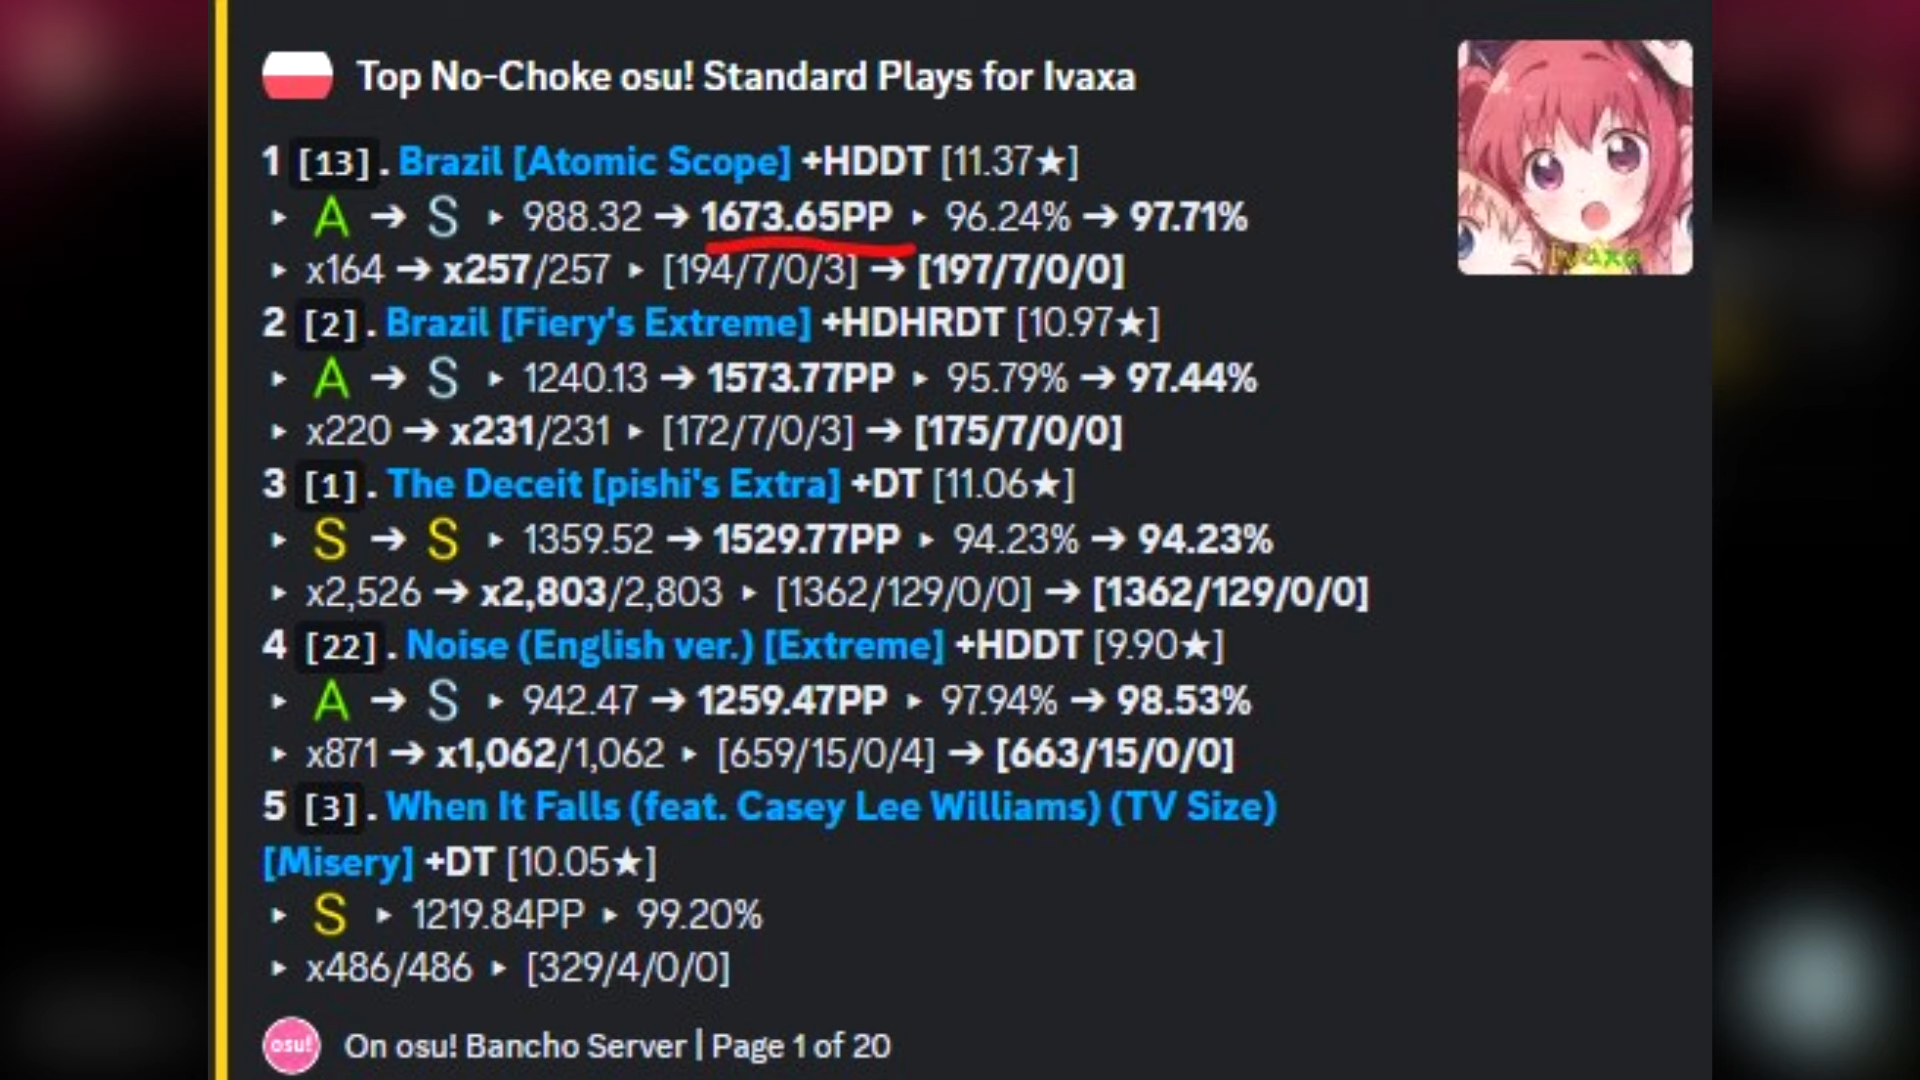 Top No-Choke osu! Standard Plays for Ivaxa
1 [13]. Brazil [Atomic Scope] +HDDT [11.37★]
▸ A → S ▸ 988.32 → 1673.65PP ▸ 96.24% → 97.71%
▸ x164 → x257/257 ▸ [194/7/0/3] → [197/7/0/0]
2 [2]. Brazil [Fiery's Extreme] +HDHRDT [10.97★]
▸ A → S ▸ 1240.13 → 1573.77PP ▸ 95.79% → 97.44%
▸ x220 → x231/231 ▸ [172/7/0/3] → [175/7/0/0]
3 [1]. The Deceit [pishi's Extra] +DT [11.06★]
▸ S → S ▸ 1359.52 → 1529.77PP ▸ 94.23% → 94.23%
▸ x2,526 → x2,803/2,803 ▸ [1362/129/0/0] → [1362/129/0/0]
4 [22]. Noise (English ver.) [Extreme] +HDDT [9.90★]
▸ A → S ▸ 942.47 → 1259.47PP ▸ 97.94% → 98.53%
▸ x871 → x1,062/1,062 ▸ [659/15/0/4] → [663/15/0/0]
5 [3]. When It Falls (feat. Casey Lee Williams) (TV Size)
[Misery] +DT [10.05★]
▸ S ▸ 1219.84PP ▸ 99.20%
▸ x486/486 ▸ [329/4/0/0]
osu! On osu! Bancho Server | Page 1 of 20
Ivaxa